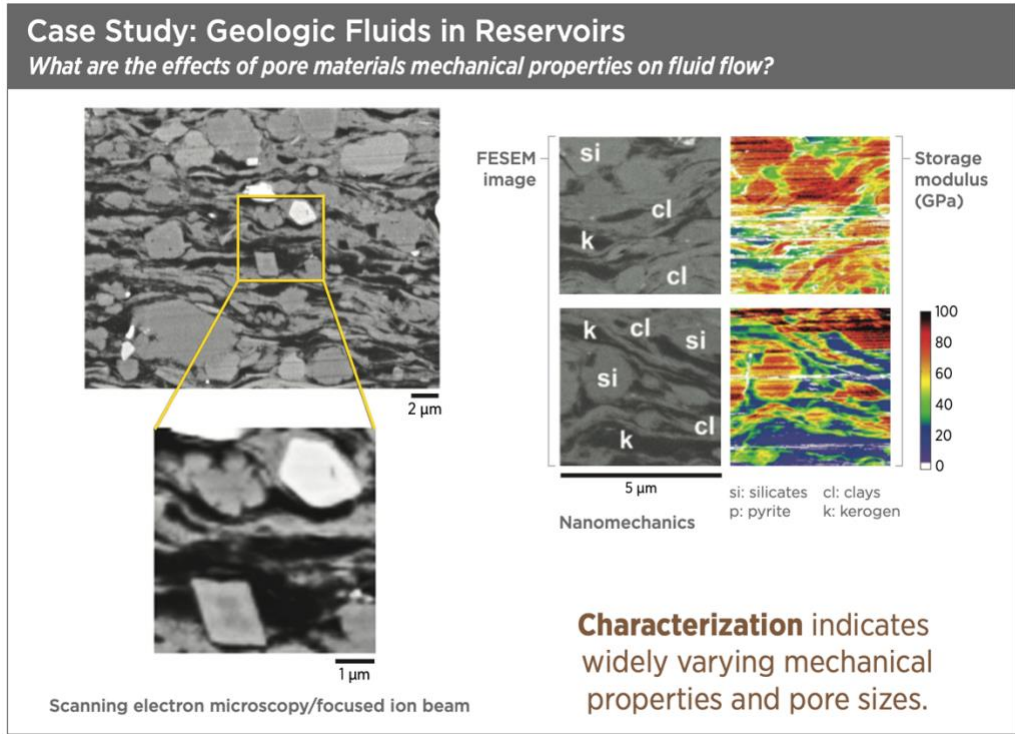 Case Study: Geologic Fluids in Reservoirs
What are the effects of pore materials mechanical properties on fluid flow?
2 µm
1 µm
Scanning electron microscopy/focused ion beam
FESEM
image
si
cl
k
cl
Storage
modulus
(GPa)
k
cl
si
si
cl
k
100
80
60
40
20
0
5 µm
Nanomechanics
si: silicates cl: clays
p: pyrite k: kerogen
Characterization indicates
widely varying mechanical
properties and pore sizes.